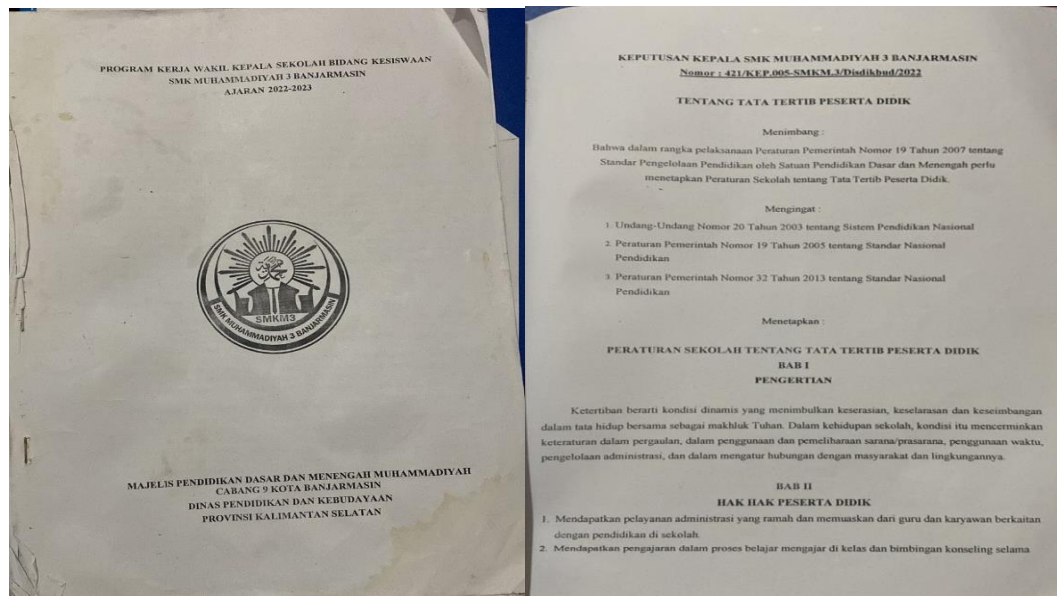 PROGRAM KERJA WAKIL KEPALA SEKOLAH BIDANG KESISWAAN
SMK MUHAMMADIYAH 3 BANJARMASIN
AJARAN 2022-2023
محمد
SMKM3
SMK MUHAMMADIYAH 3 BANJARMASIN
MAJELIS PENDIDIKAN DASAR DAN MENENGAH MUHAMMADIYAH
CABANG 9 KOTA BANJARMASIN
DINAS PENDIDIKAN DAN KEBUDAYAAN
PROVINSI KALIMANTAN SELATAN
KEPUTUSAN KEPALA SMK MUHAMMADIYAH 3 BANJARMASIN
Nomor : 421/KEP.005-SMKM.3/Disdikbud/2022
TENTANG TATA TERTIB PESERTA DIDIK
Menimbang :
Bahwa dalam rangka pelaksanaan Peraturan Pemerintah Nomor 19 Tahun 2007 tentang
Standar Pengelolaan Pendidikan oleh Satuan Pendidikan Dasar dan Menengah perlu
menetapkan Peraturan Sekolah tentang Tata Tertib Peserta Didik.
Mengingat :
1. Undang-Undang Nomor 20 Tahun 2003 tentang Sistem Pendidikan Nasional
2. Peraturan Pemerintah Nomor 19 Tahun 2005 tentang Standar Nasional
Pendidikan
3. Peraturan Pemerintah Nomor 32 Tahun 2013 tentang Standar Nasional
Pendidikan
Menetapkan :
PERATURAN SEKOLAH TENTANG TATA TERTIB PESERTA DIDIK
BAB I
PENGERTIAN
Ketertiban berarti kondisi dinamis yang menimbulkan keserasian, keselarasan dan keseimbangan
dalam tata hidup bersama sebagai makhluk Tuhan. Dalam kehidupan sekolah, kondisi itu mencerminkan
keteraturan dalam pergaulan, dalam penggunaan dan pemeliharaan sarana/prasarana, penggunaan waktu,
pengelolaan administrasi, dan dalam mengatur hubungan dengan masyarakat dan lingkungannya.
BAB II
HAK HAK PESERTA DIDIK
1. Mendapatkan pelayanan administrasi yang ramah dan memuaskan dari guru dan karyawan berkaitan
dengan pendidikan di sekolah.
2. Mendapatkan pengajaran dalam proses belajar mengajar di kelas dan bimbingan konseling selama